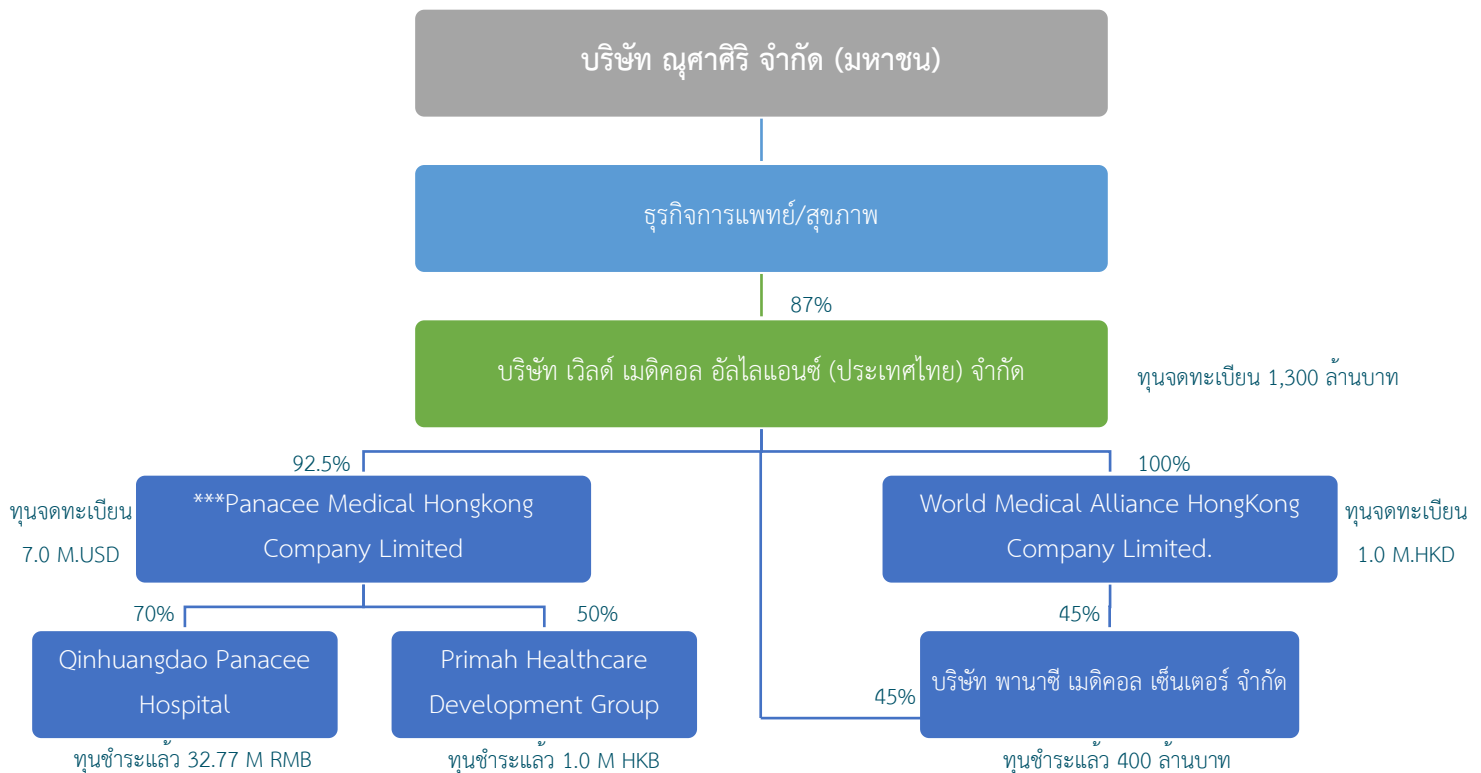 บริษัท ณุศาศิริ จำกัด (มหาชน)
ธุรกิจการแพทย์/สุขภาพ
87%
บริษัท เวิลด์ เมดิคอล อัลไลแอนซ์ (ประเทศไทย) จำกัด
ทุนจดทะเบียน 1,300 ล้านบาท
92.5%
100%
ทุนจดทะเบียน
7.0 M.USD
***Panacee Medical Hongkong
Company Limited
World Medical Alliance HongKong
Company Limited.
ทุนจดทะเบียน
1.0 M.HKD
70%
50%
45%
Qinhuangdao Panacee
Hospital
Primah Healthcare
Development Group
45%
บริษัท พานาซี เมดิคอล เซ็นเตอร์ จำกัด
ทุนชำระแล้ว 32.77 M RMB
ทุนชำระแล้ว 1.0 M HKB
ทุนชำระแล้ว 400 ล้านบาท